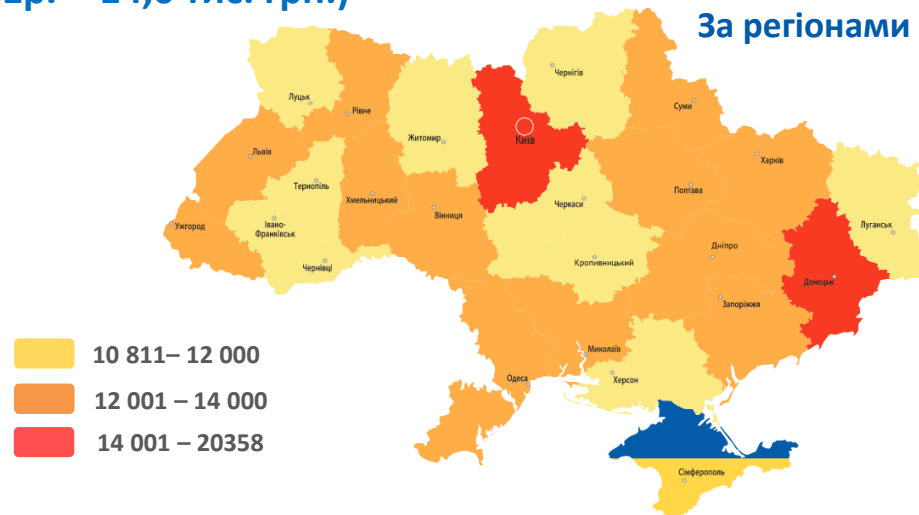 За регіонами
Чернігів
Луцьк
Суми
Рівне
Київ
Житомир
Львів
Харків
Тернопіль
Полтава
Хмельницький
Черкаси
Вінниця
Ужгород
Івано-
Франківськ
Луганськ
Дніпро
Чернівці
Кропивницький
Донецьк
Запоріжжя
Миколаїв
10 811– 12 000
Херсон
Одеса
12 001 – 14 000
14 001 – 20358
Сімферополь